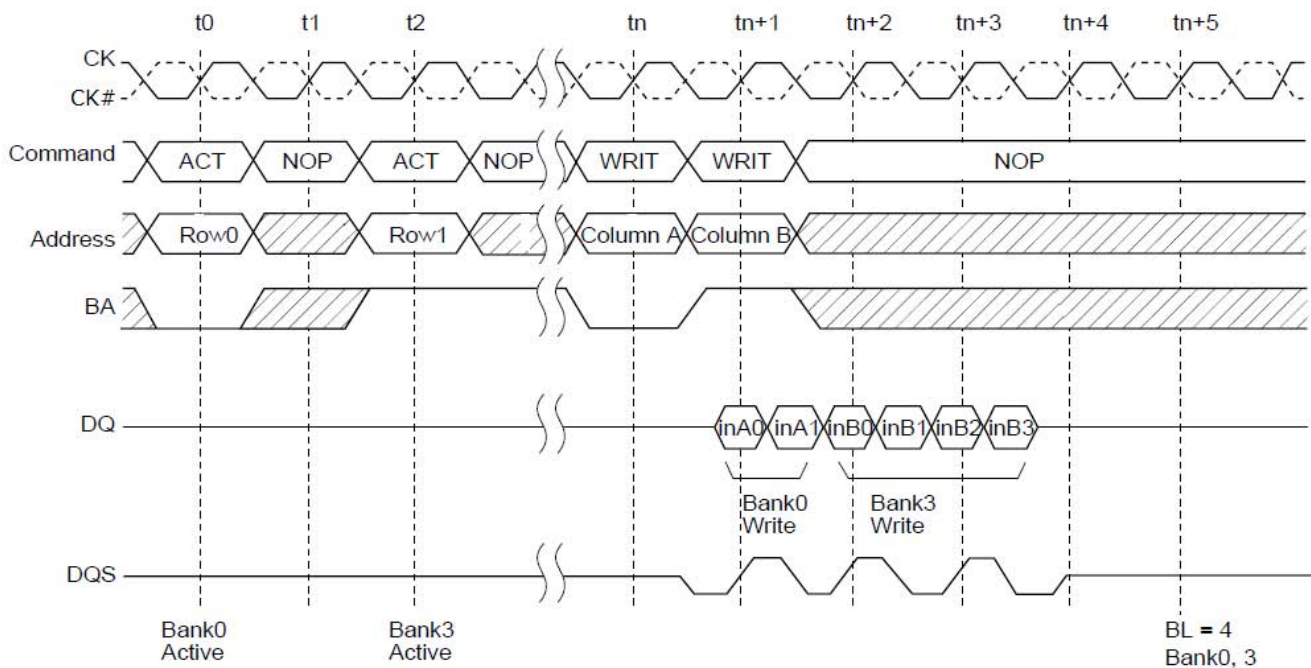 t0 t1 t2 tn tn+1 tn+2 tn+3 tn+4 tn+5
CK
CK#
Command ACT NOP ACT NOP WRIT WRIT NOP
Address Row0 Row1 Column A Column B
BA
DQ inA0 inA1 inB0 inB1 inB2 inB3
Bank0 Bank3
Write Write
DQS
Bank0 Bank3 BL = 4
Active Active Bank0, 3